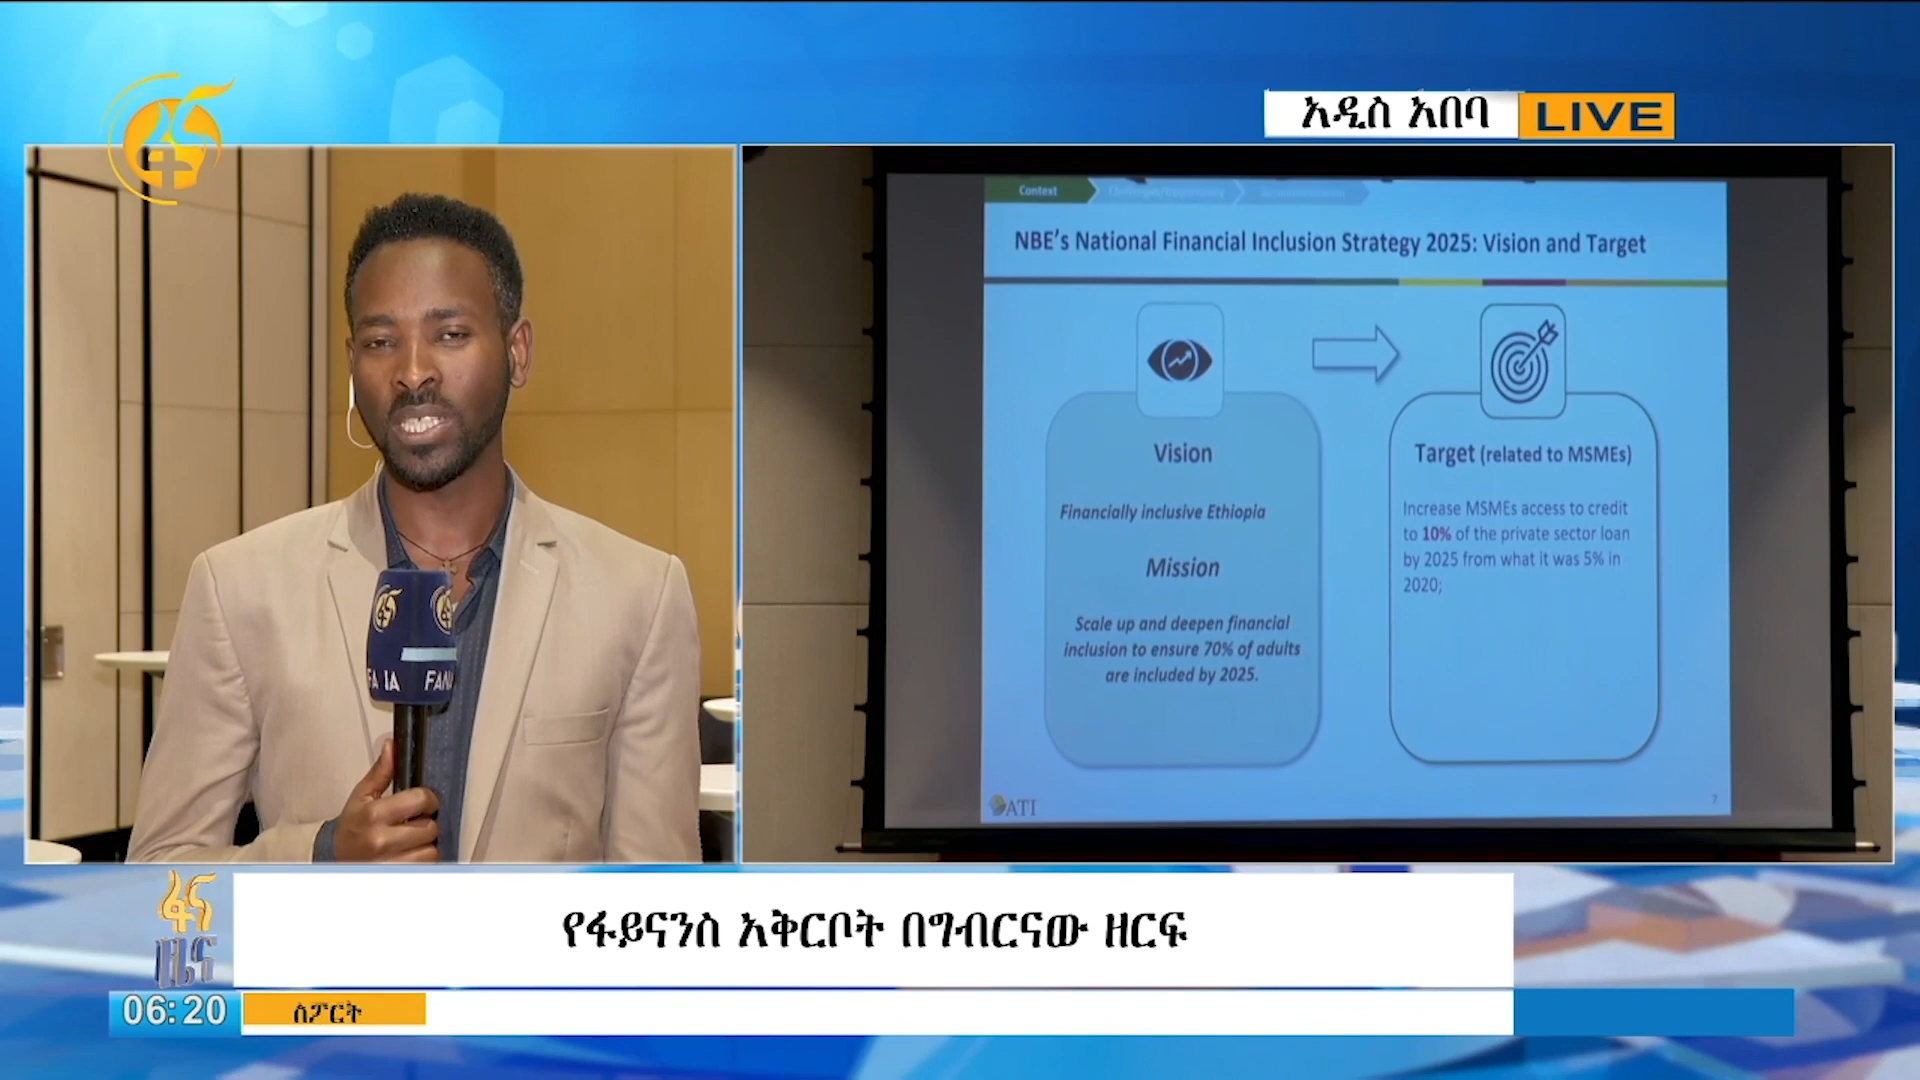 አዲስ አበባ LIVE
Context
NBE's National Financial Inclusion Strategy 2025: Vision and Target
Vision
Financially inclusive Ethiopia
Mission
Scale up and deepen financial
inclusion to ensure 70% of adults
are included by 2025.
Target (related to MSMEs)
Increase MSMEs access to credit
to 10% of the private sector loan
by 2025 from what it was 5% in
2020;
ATI
7
ፋና
ዜና
የፋይናንስ አቅርቦት በግብርናው ዘርፍ
06:20 ስፖርት